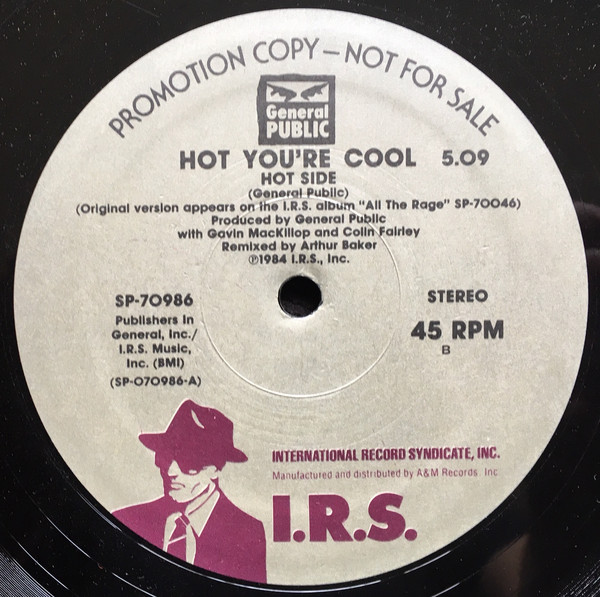 PROMOTION COPY—NOT FOR SALE
General
PUBLIC
HOT YOU'RE COOL 5.09
HOT SIDE
(General Public)
(Original version appears on the I.R.S. album "All The Rage" SP-70046)
Produced by General Public
with Gavin MacKillop and Colin Fairley
Remixed by Arthur Baker
℗1984 I.R.S., Inc.
SP-70986
Publishers In
General, Inc./
I.R.S. Music,
Inc. (BMI)
(SP-070986-A)
STEREO
45 RPM
B
INTERNATIONAL RECORD SYNDICATE, INC.
Manufactured and distributed by A&M Records, Inc.
I.R.S.